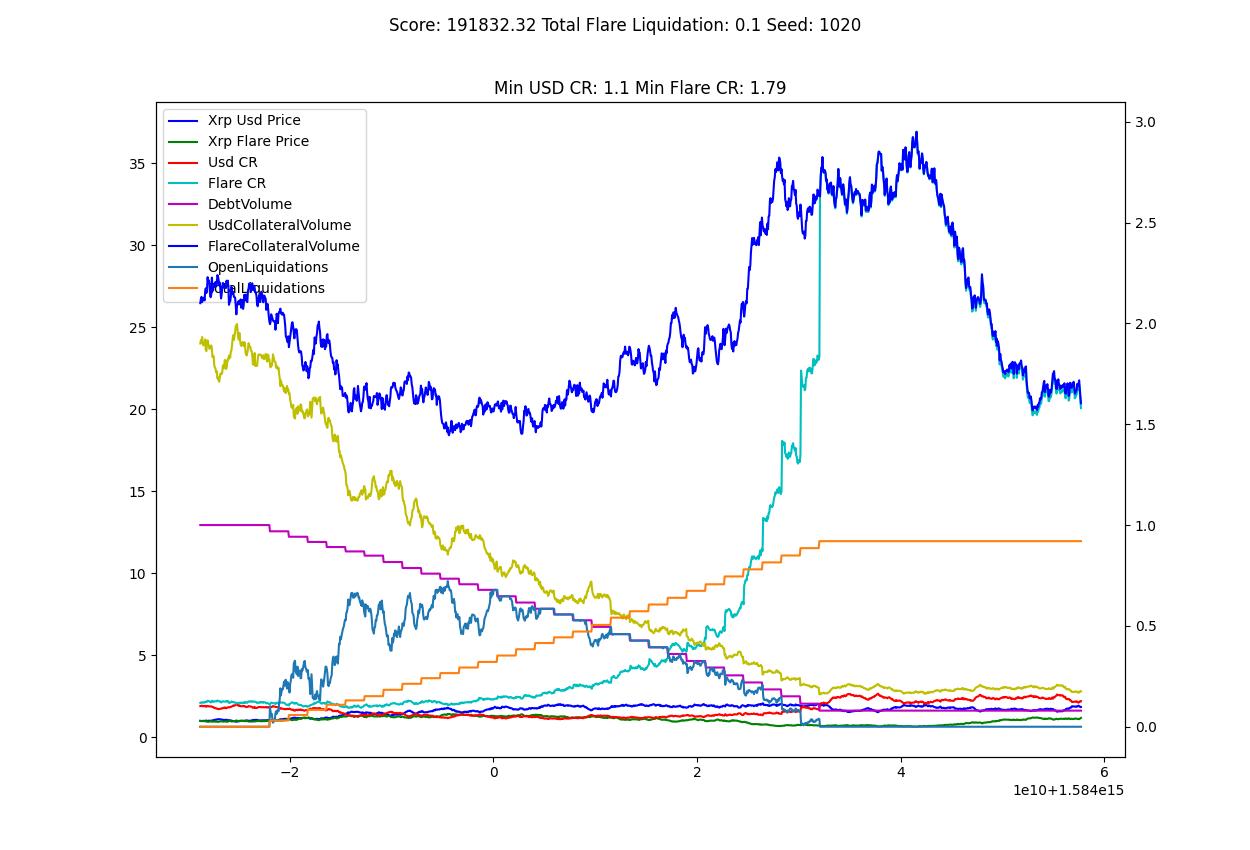 Score: 191832.32 Total Flare Liquidation: 0.1 Seed: 1020
Min USD CR: 1.1 Min Flare CR: 1.79
Xrp Usd Price
Xrp Flare Price
Usd CR
Flare CR
DebtVolume
UsdCollateralVolume
FlareCollateralVolume
OpenLiquidations
TotalLiquidations
35
30
25
20
15
10
5
0
3.0
2.5
2.0
1.5
1.0
0.5
0.0
−2 0 2 4 6
1e10+1.584e15